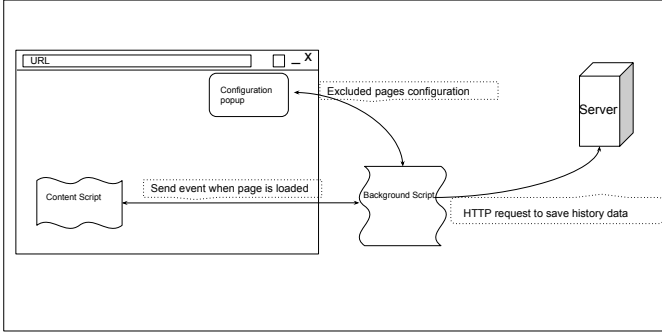 URL
_ X
Configuration
popup
Excluded pages configuration
Server
Content Script
Send event when page is loaded
Background Script
HTTP request to save history data